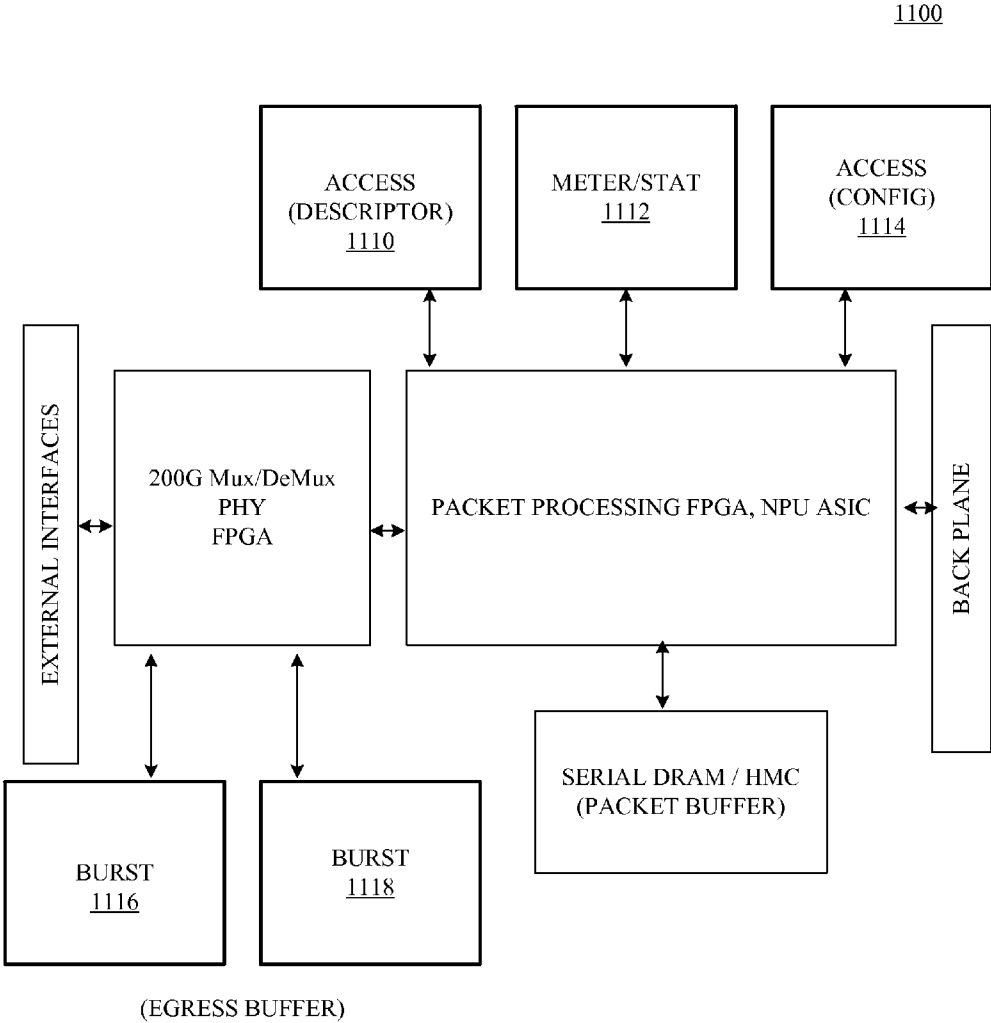 1100
ACCESS
(DESCRIPTOR)
1110
METER/STAT
1112
ACCESS
(CONFIG)
1114
EXTERNAL INTERFACES
200G Mux/DeMux
PHY
FPGA
PACKET PROCESSING FPGA, NPU ASIC
BACK PLANE
SERIAL DRAM / HMC
(PACKET BUFFER)
BURST
1116
BURST
1118
(EGRESS BUFFER)